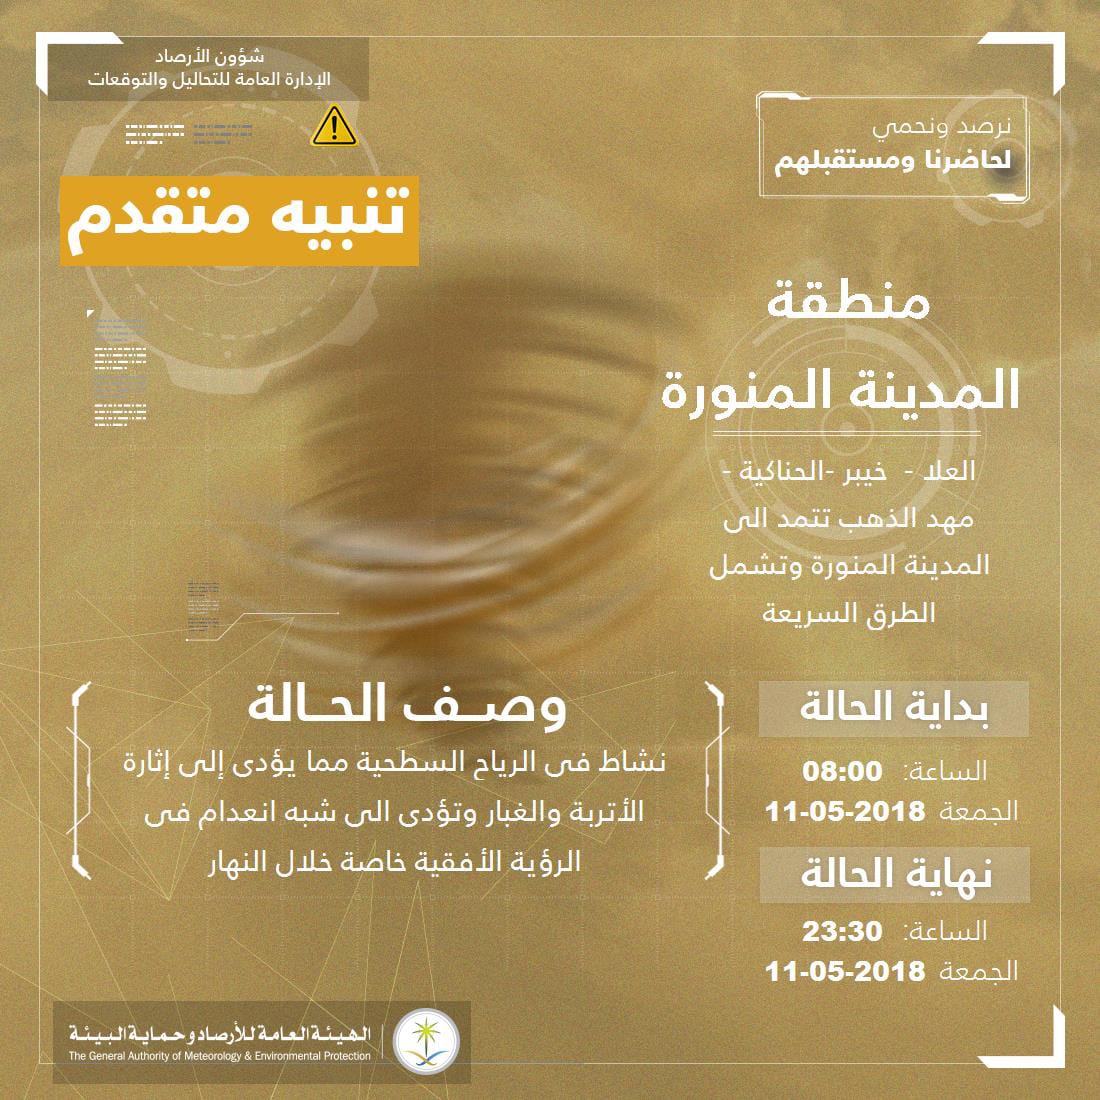 شؤون الأرصاد
الإدارة العامة للتحاليل والتوقعات
نرصد ونحمي
لحاضرنا ومستقبلهم
تنبيه متقدم
منطقة
المدينة المنورة
العلا - خيبر -الحناكية -
مهد الذهب تتمد الى
المدينة المنورة وتشمل
الطرق السريعة
بداية الحالة
الساعة: 08:00
الجمعة 11-05-2018
نهاية الحالة
الساعة: 23:30
الجمعة 11-05-2018
وصف الحالة
نشاط فى الرياح السطحية مما يؤدى إلى إثارة
الأتربة والغبار وتؤدى الى شبه انعدام فى
الرؤية الأفقية خاصة خلال النهار
الهيئة العامة للأرصاد وحماية البيئة
The General Authority of Meteorology & Environmental Protection